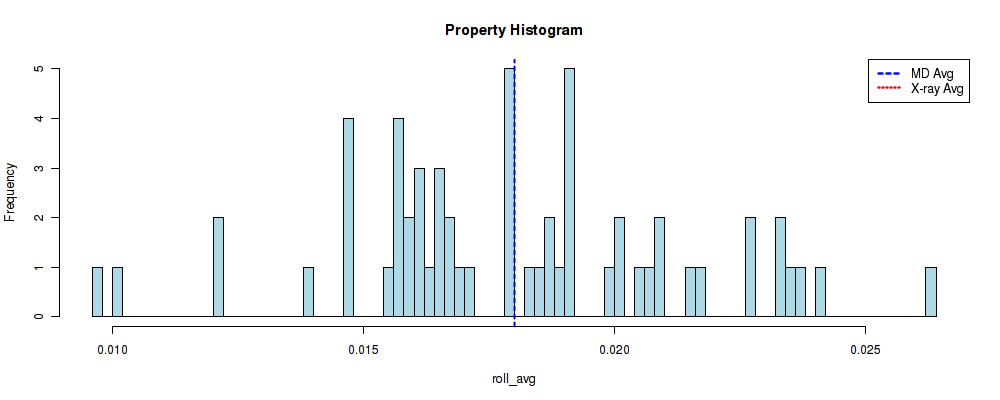 Property Histogram
MD Avg
X-ray Avg
Frequency
5
4
3
2
1
0
0.010 0.015 0.020 0.025
roll_avg